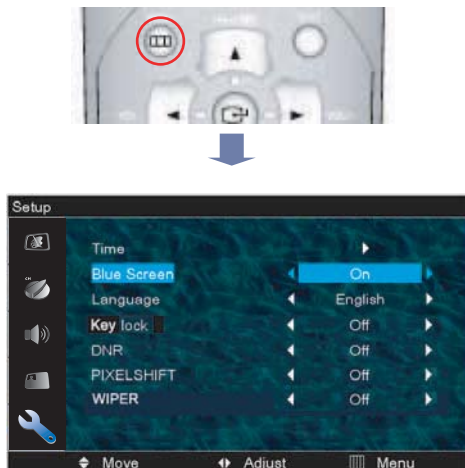 Setup
Time
Blue Screen On
Language English
Key lock Off
DNR Off
PIXELSHIFT Off
WIPER Off
Move Adjust Menu